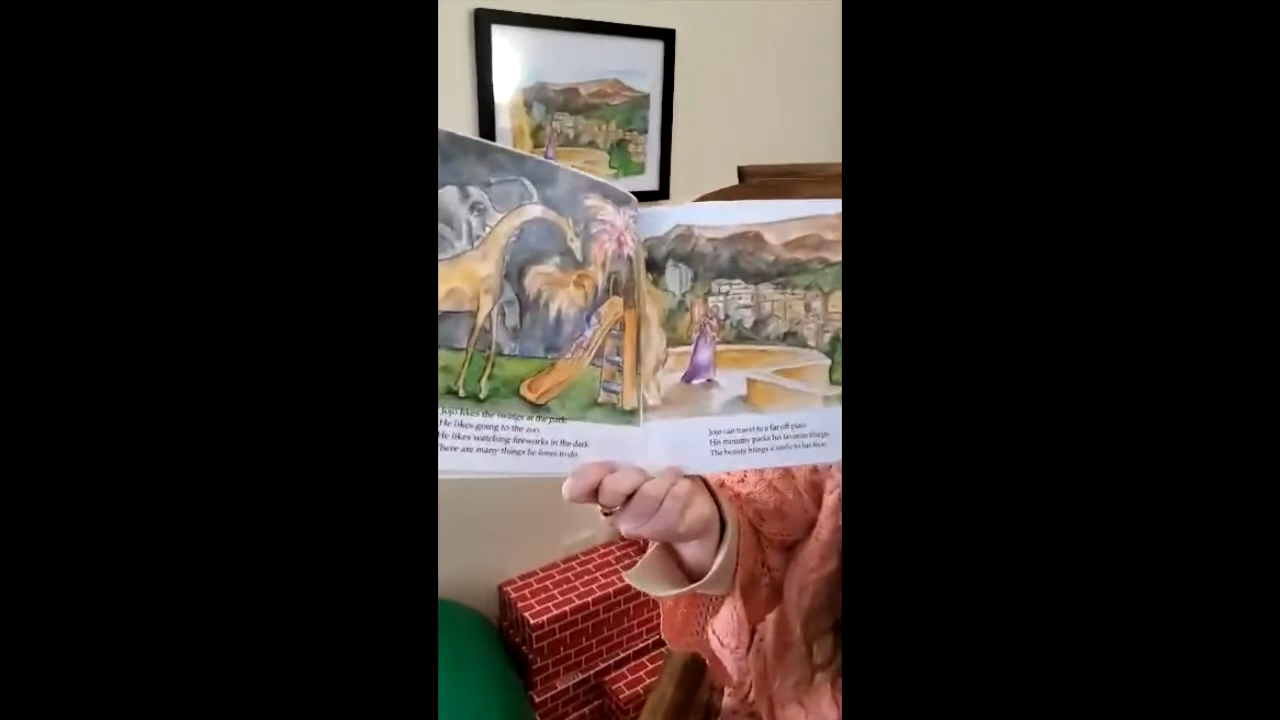 Jojo likes the swings at the park.
He likes going to the zoo.
He likes watching fireworks in the dark.
There are many things he loves to do.
Jojo can travel to a far off place.
His mommy packs his favorite things.
The beauty brings a smile to his face.